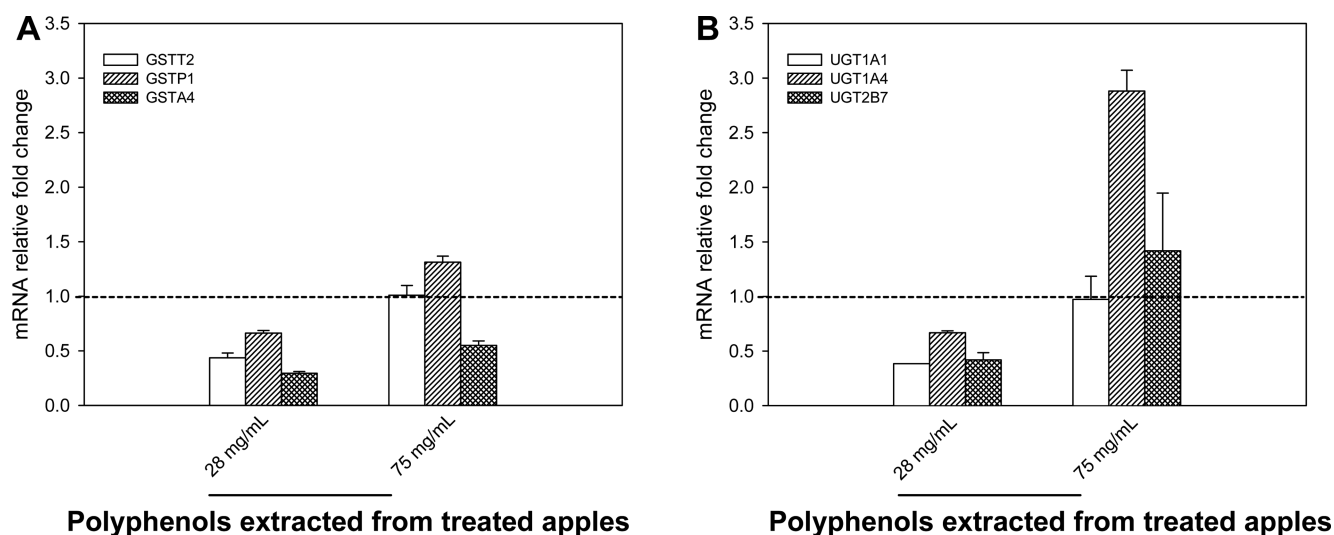 A
mRNA relative fold change
3.5
3.0
2.5
2.0
1.5
1.0
0.5
0.0
GSTT2
GSTP1
GSTA4
28 mg/mL
75 mg/mL
Polyphenols extracted from treated apples
B
mRNA relative fold change
3.5
3.0
2.5
2.0
1.5
1.0
0.5
0.0
UGT1A1
UGT1A4
UGT2B7
28 mg/mL
75 mg/mL
Polyphenols extracted from treated apples